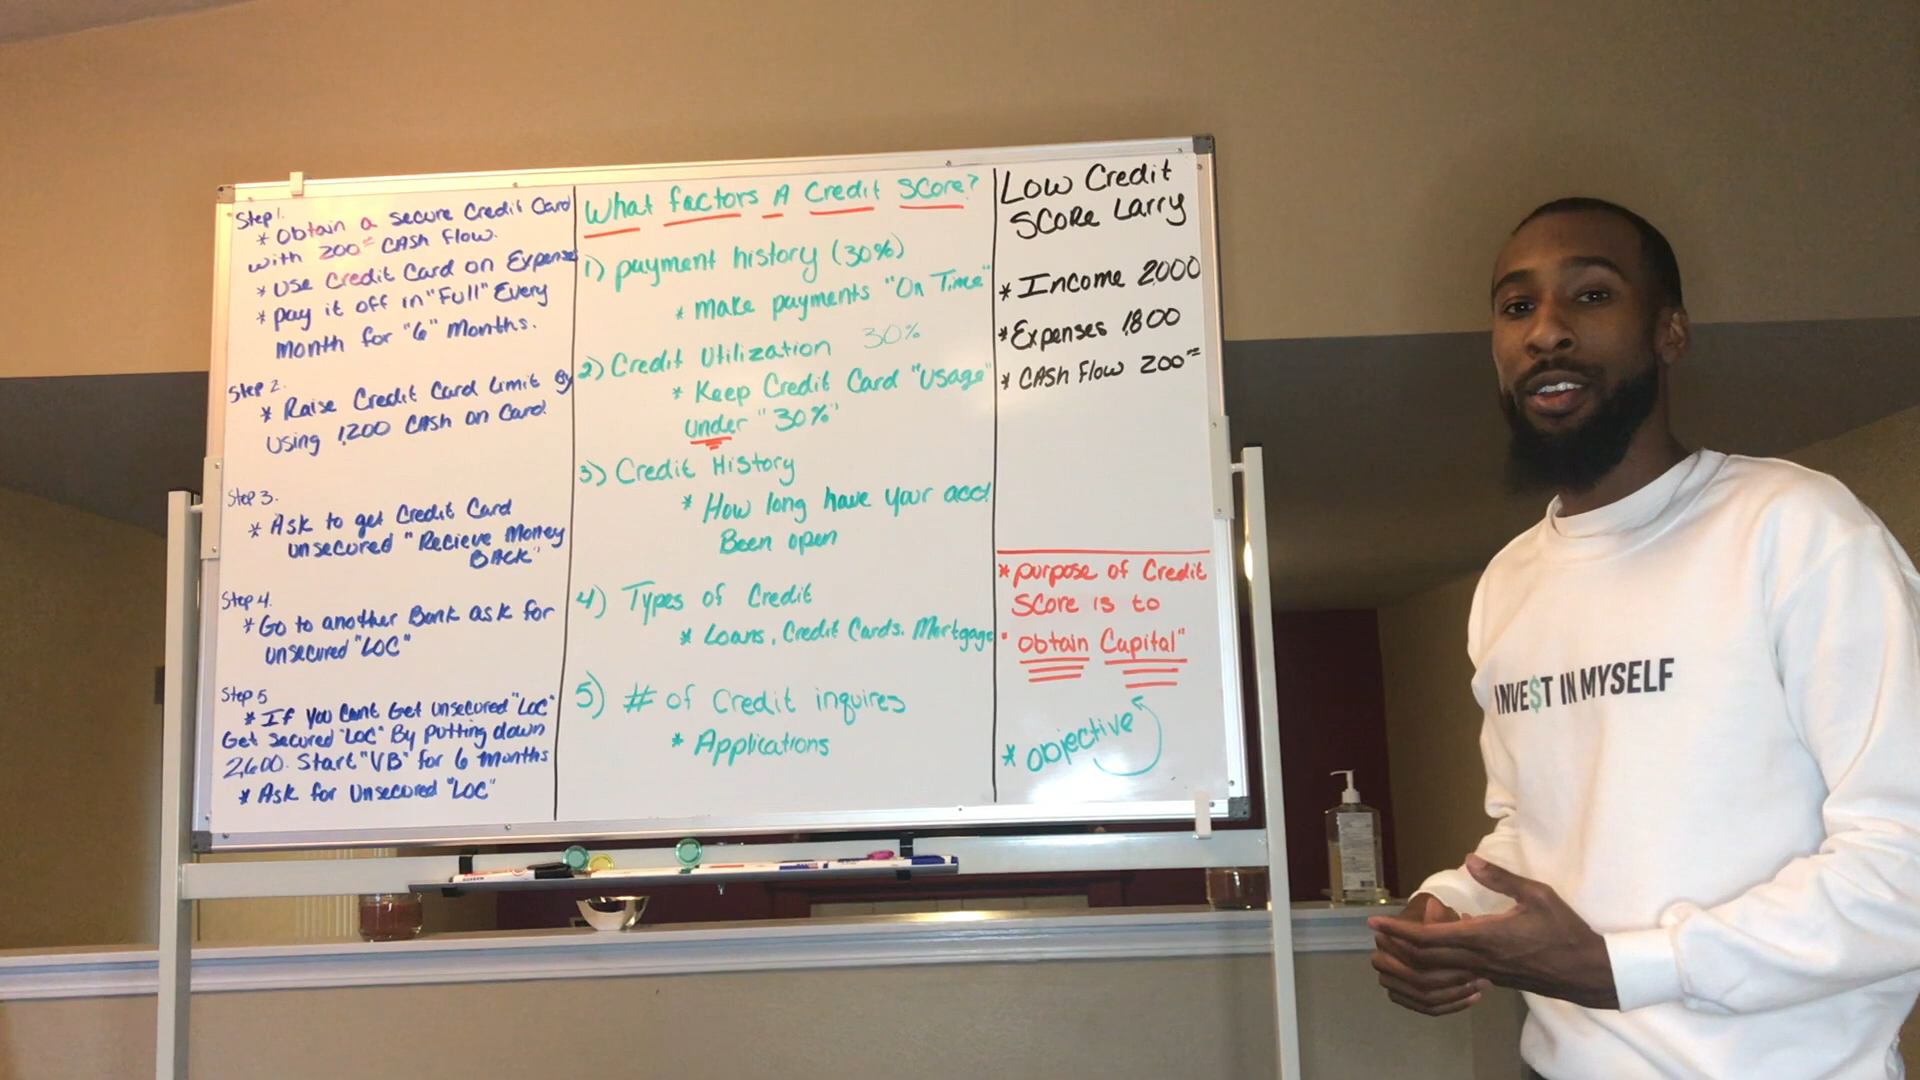 Step 1.
* Obtain a secure Credit Card
with 200= CAsh flow.
* Use Credit Card on Expense
* pay it off in "Full" Every
Month for "6" Months.
Step 2.
* Raise Credit Card Limit By
Using 1,200 CAsh on Card.
Step 3.
* Ask to get Credit Card
unsecured "Recieve Money
BACK"
Step 4.
* Go to another Bank ask for
Unsecured "LOC"
Step 5
* If you Cant Get unsecured "LOC"
Get secured "LOC" By Putting down
2,600. Start "VB" for 6 months
* Ask for Unsecured "LOC"
What factors A Credit Score?
1) payment history (30%)
* make payments "On Time"
2) Credit Utilization 30%
* Keep Credit Card "Usage"
Under "30%"
3) Credit History
* How long have your acct
Been open
4) Types of Credit
* Loans, Credit Cards. Mortgage
5) # of Credit inquires
* Applications
Low Credit
SCORe Larry
* Income 2,000
* Expenses 1,800
* CAsh Flow 200=
* purpose of Credit
Score is to
"Obtain Capital"
* Objective
INVE$T IN MYSELF